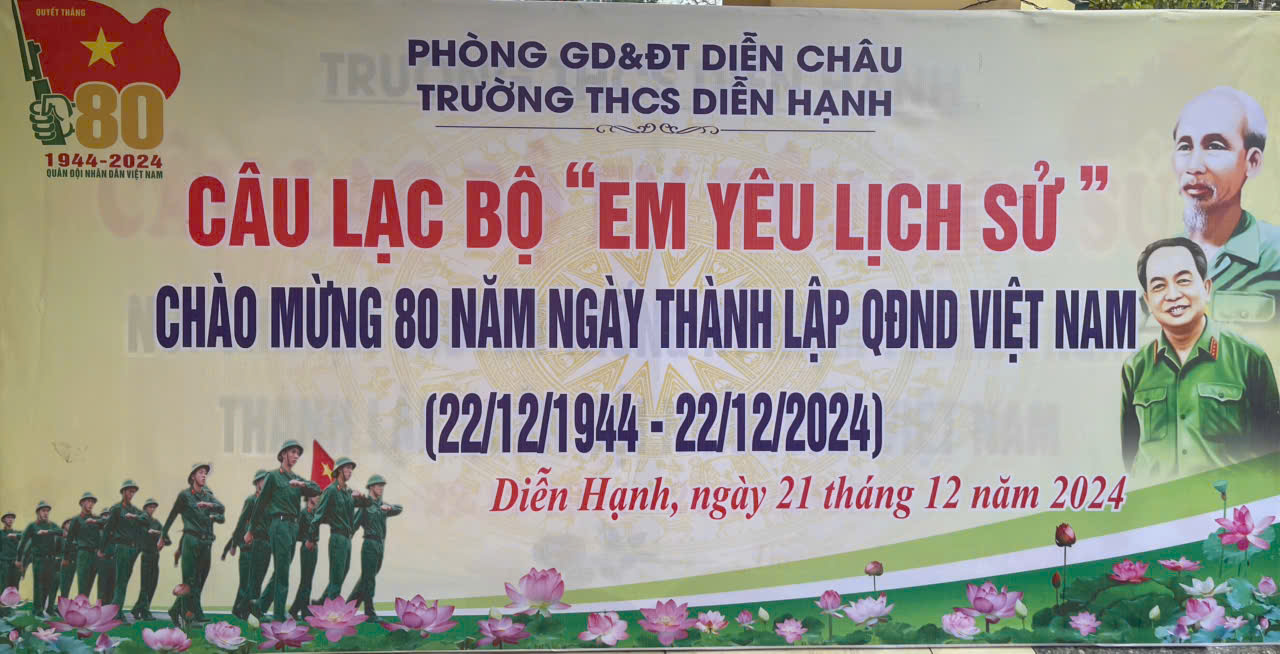 QUYẾT THẮNG
80
1944-2024
QUÂN ĐỘI NHÂN DÂN VIỆT NAM
PHÒNG GD&ĐT DIỄN CHÂU
TRƯỜNG THCS DIỄN HẠNH
CÂU LẠC BỘ “EM YÊU LỊCH SỬ”
CHÀO MỪNG 80 NĂM NGÀY THÀNH LẬP QĐND VIỆT NAM
(22/12/1944 - 22/12/2024)
Diễn Hạnh, ngày 21 tháng 12 năm 2024